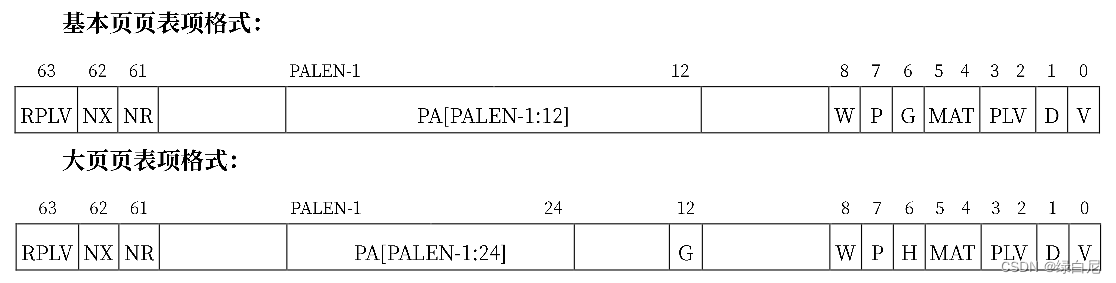 基本页页表项格式：
63 62 61 PALEN-1 12 8 7 6 5 4 3 2 1 0
RPLV NX NR PA[PALEN-1:12] W P G MAT PLV D V
大页页表项格式：
63 62 61 PALEN-1 24 12 8 7 6 5 4 3 2 1 0
RPLV NX NR PA[PALEN-1:24] G W P H MAT PLV D V
CSDN @绿白尼